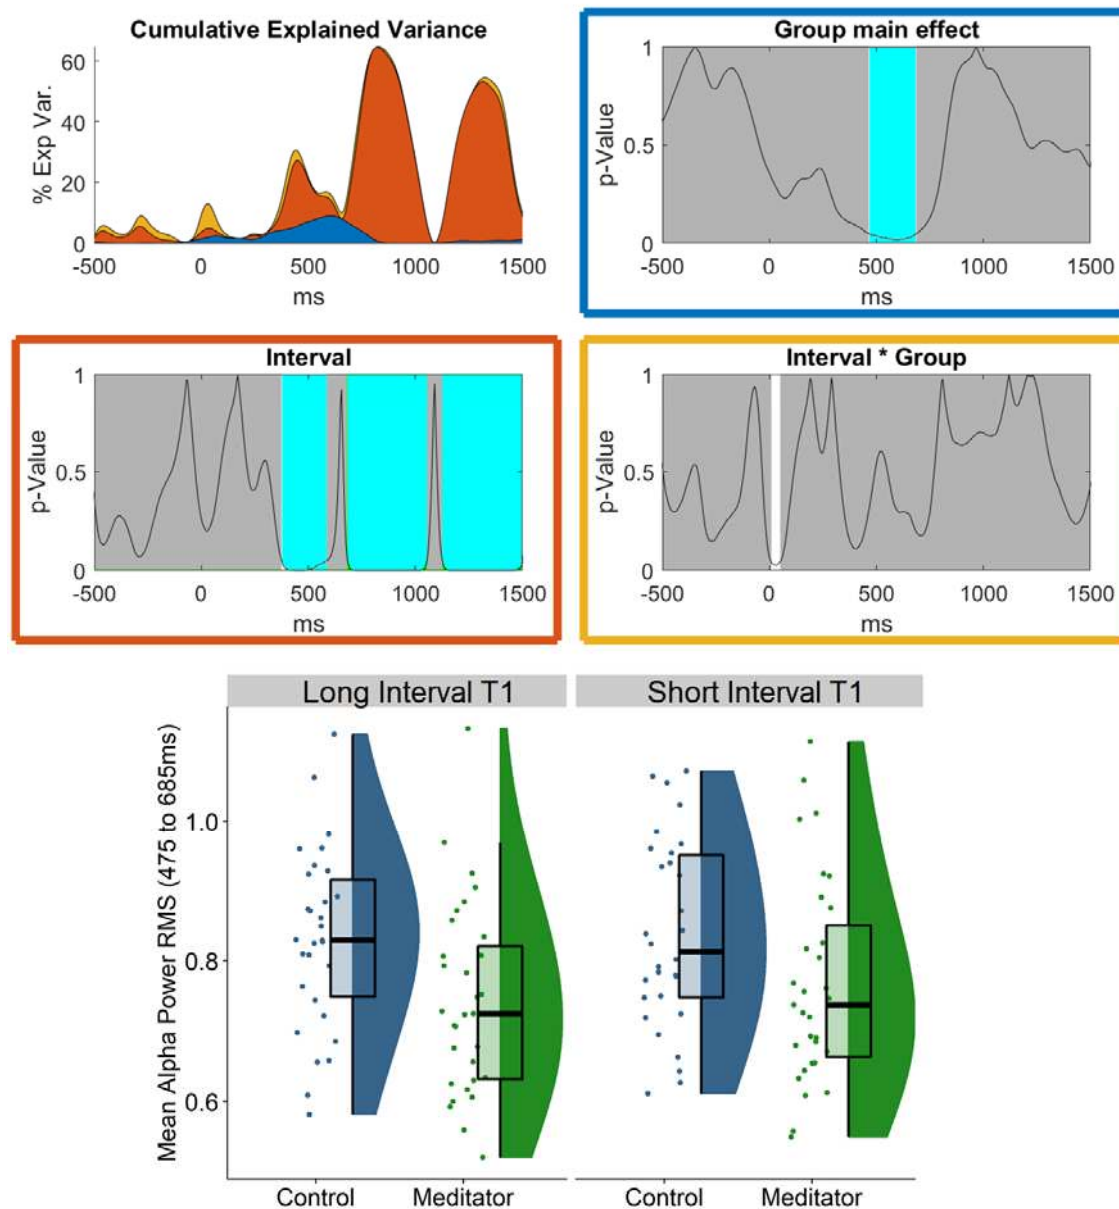 Cumulative Explained Variance
% Exp Var.
60
40
20
0
-500 0 500 1000 1500
ms
Group main effect
p-Value
1
0.5
0
-500 0 500 1000 1500
ms
Interval
p-Value
1
0.5
0
-500 0 500 1000 1500
ms
Interval * Group
p-Value
1
0.5
0
-500 0 500 1000 1500
ms
Long Interval T1 Short Interval T1
Mean Alpha Power RMS (475 to 685ms)
1.0
0.8
0.6
Control Meditator Control Meditator